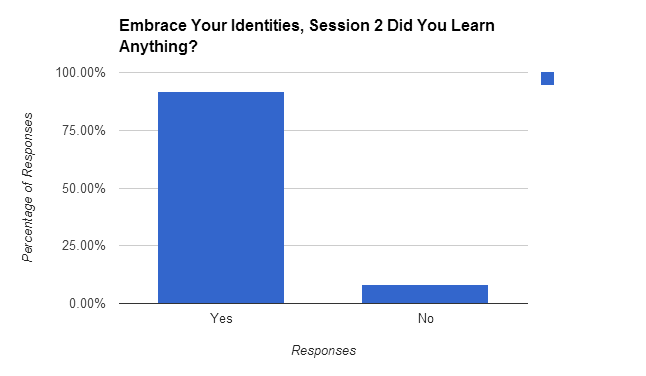 Embrace Your Identities, Session 2 Did You Learn
Anything?
100.00%
75.00%
50.00%
25.00%
0.00%
Percentage of Responses
Yes
No
Responses